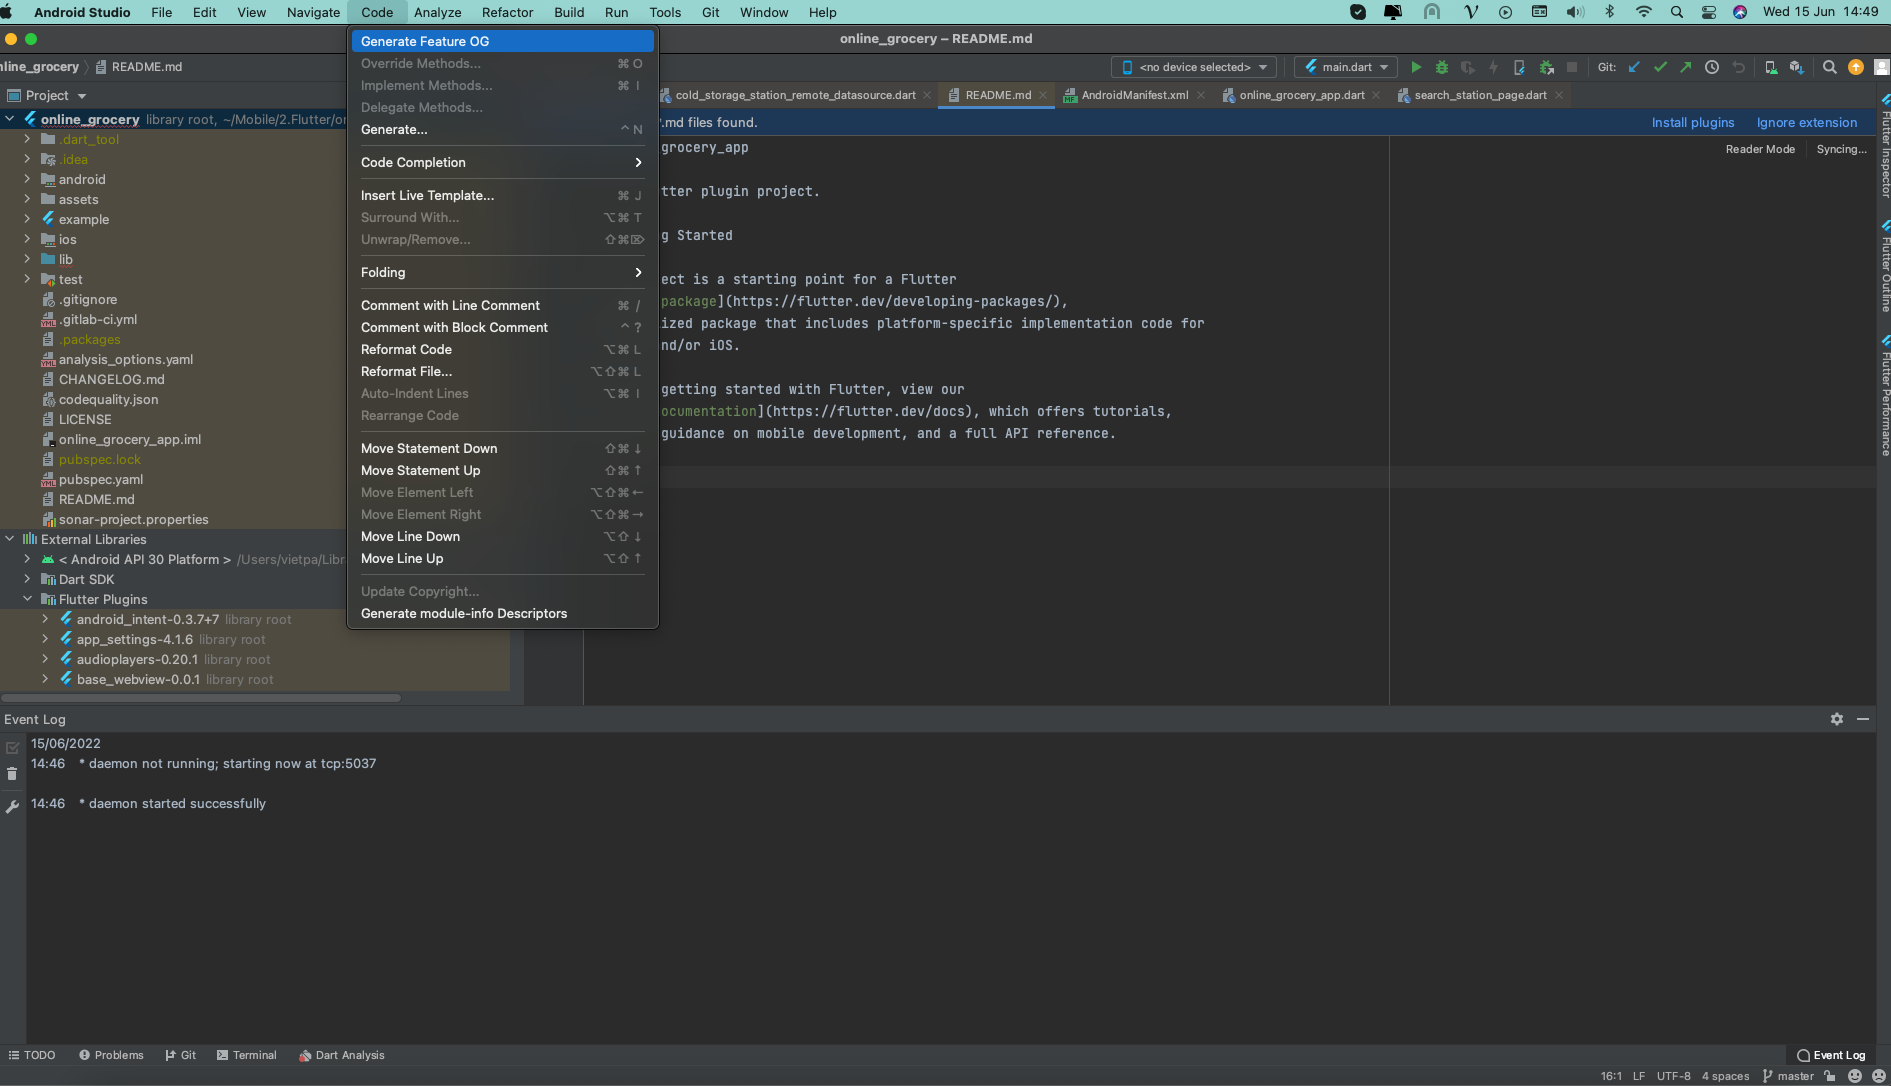 Android Studio File Edit View Navigate Code Analyze Refactor Build Run Tools Git Window Help Wed 15 Jun 14:49
online_grocery – README.md
nline_grocery README.md <no device selected> main.dart Git:
Project cold_storage_station_remote_datasource.dart README.md AndroidManifest.xml online_grocery_app.dart search_station_page.dart
Generate Feature OG
Override Methods... ⌘ O
Implement Methods... ⌘ I
Delegate Methods...
Generate... ^ N
Code Completion
Insert Live Template... ⌘ J
Surround With... ⌥⌘ T
Unwrap/Remove... ⇧⌘⌦
Folding
Comment with Line Comment ⌘ /
Comment with Block Comment ^ ?
Reformat Code ⌥⌘ L
Reformat File... ⌥⇧⌘ L
Auto-Indent Lines ⌥⌘ I
Rearrange Code
Move Statement Down ⇧⌘ ↓
Move Statement Up ⇧⌘ ↑
Move Element Left ⌥⇧⌘ ←
Move Element Right ⌥⇧⌘ →
Move Line Down ⌥⇧ ↓
Move Line Up ⌥⇧ ↑
Update Copyright...
Generate module-info Descriptors
online_grocery library root, ~/Mobile/2.Flutter/or
.dart_tool
.idea
android
assets
example
ios
lib
test
.gitignore
.gitlab-ci.yml
.packages
analysis_options.yaml
CHANGELOG.md
codequality.json
LICENSE
online_grocery_app.iml
pubspec.lock
pubspec.yaml
README.md
sonar-project.properties
External Libraries
< Android API 30 Platform > /Users/vietpa/Libr
Dart SDK
Flutter Plugins
android_intent-0.3.7+7 library root
app_settings-4.1.6 library root
audioplayers-0.20.1 library root
base_webview-0.0.1 library root
.md files found. Install plugins Ignore extension
Reader Mode Syncing...
grocery_app
tter plugin project.
g Started
ect is a starting point for a Flutter
package](https://flutter.dev/developing-packages/),
ized package that includes platform-specific implementation code for
nd/or iOS.
getting started with Flutter, view our
ocumentation](https://flutter.dev/docs), which offers tutorials,
guidance on mobile development, and a full API reference.
Flutter Inspector
Flutter Outline
Flutter Performance
Event Log
15/06/2022
14:46 * daemon not running; starting now at tcp:5037
14:46 * daemon started successfully
TODO Problems Git Terminal Dart Analysis Event Log
16:1 LF UTF-8 4 spaces master